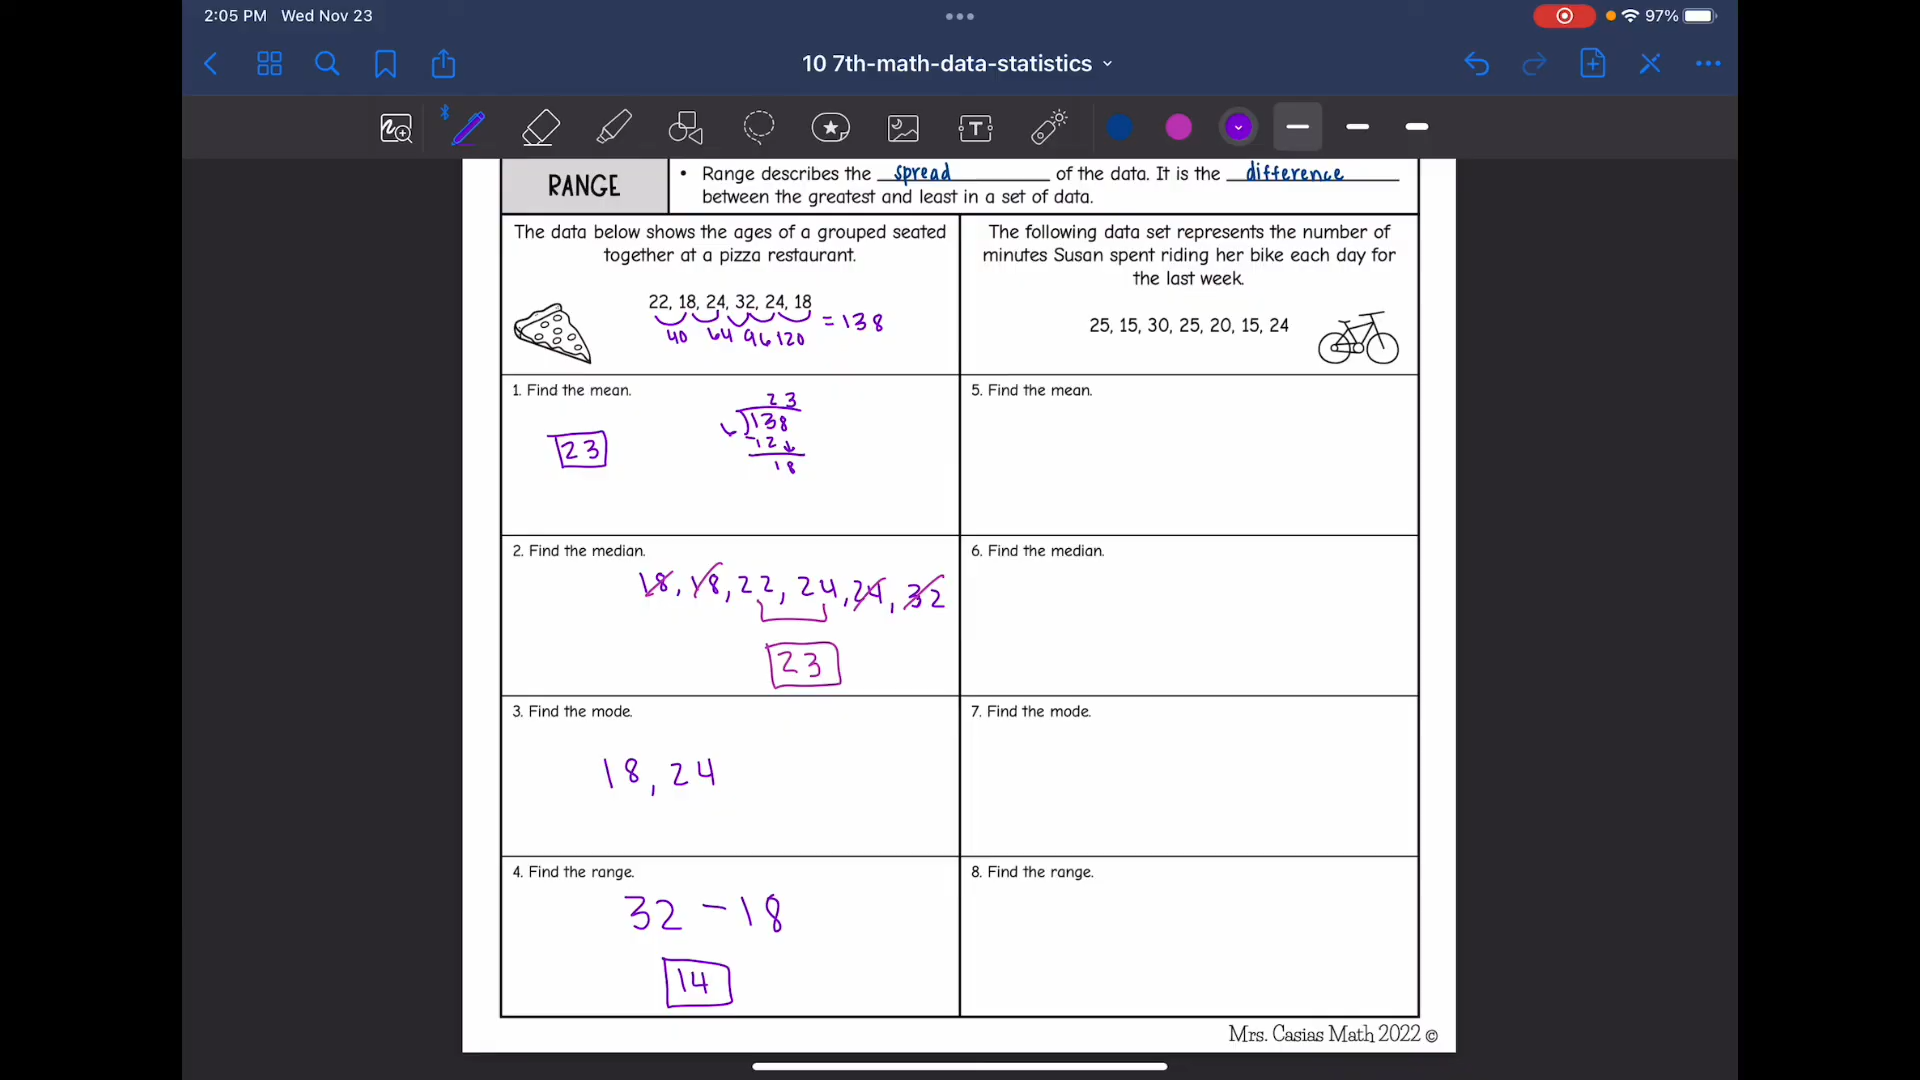 2:05 PM Wed Nov 23
97%
10 7th-math-data-statistics
RANGE
• Range describes the spread of the data. It is the difference
between the greatest and least in a set of data.
The data below shows the ages of a grouped seated
together at a pizza restaurant.
22, 18, 24, 32, 24, 18
= 138
40 64 96 120
The following data set represents the number of
minutes Susan spent riding her bike each day for
the last week.
25, 15, 30, 25, 20, 15, 24
1. Find the mean.
23
23
6)138
-12
18
5. Find the mean.
2. Find the median.
18, 18, 22, 24, 24, 32
23
6. Find the median.
3. Find the mode.
18, 24
7. Find the mode.
4. Find the range.
32 - 18
14
8. Find the range.
Mrs. Casias Math 2022 ©